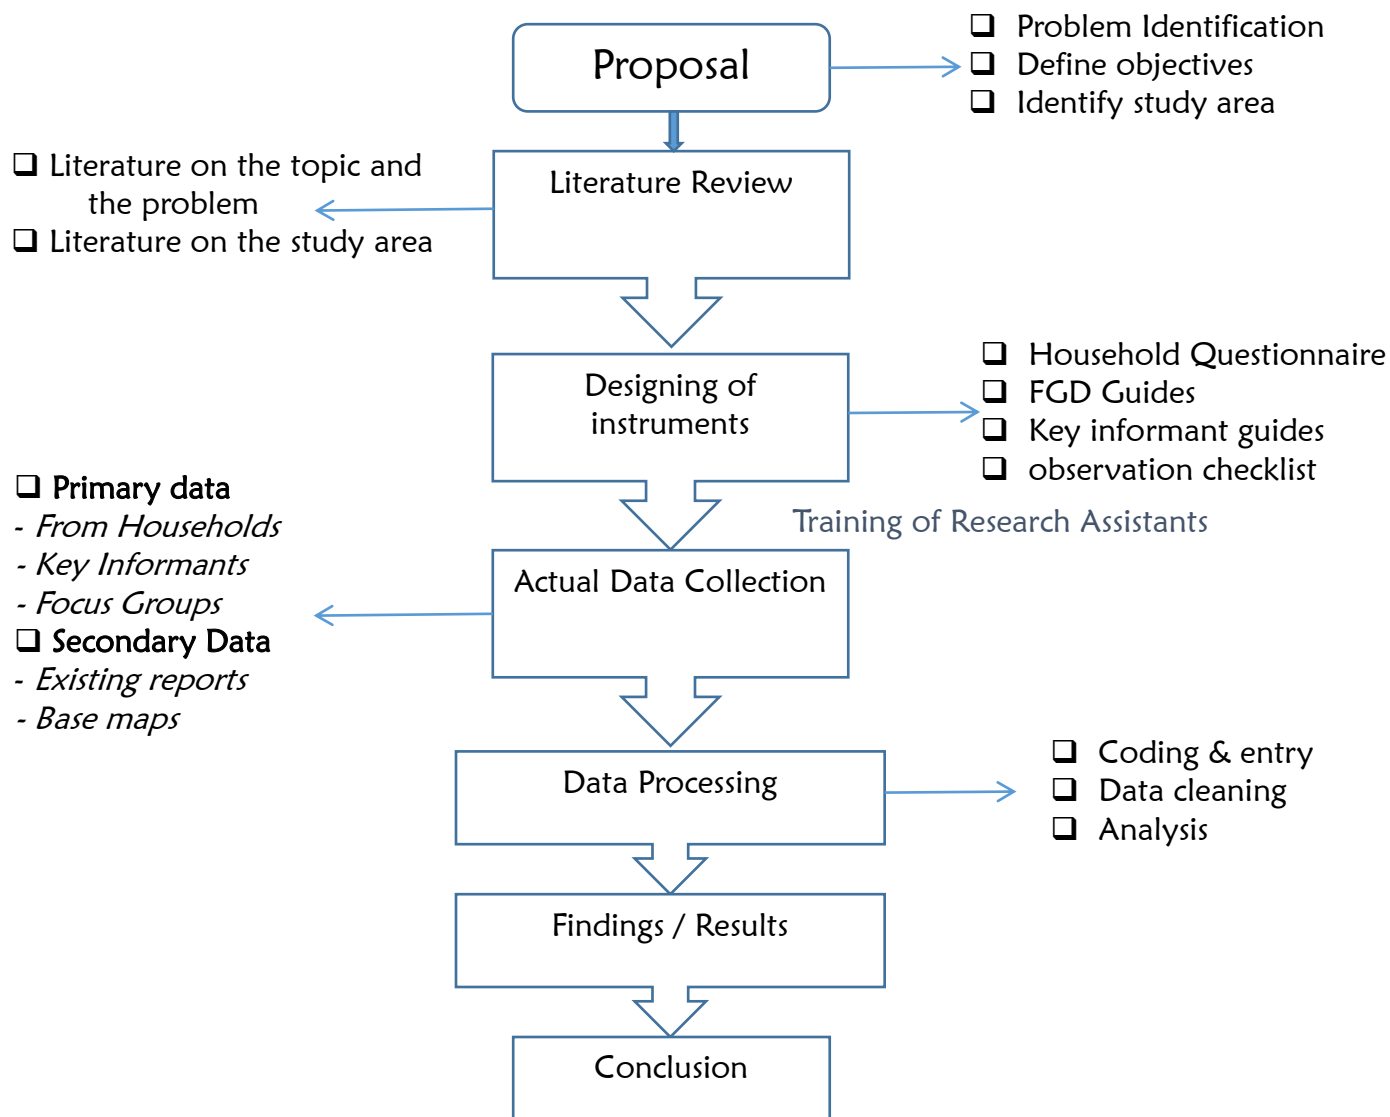 Proposal
❑ Problem Identification
❑ Define objectives
❑ Identify study area
Literature Review
❑ Literature on the topic and
the problem
❑ Literature on the study area
Designing of
instruments
❑ Household Questionnaire
❑ FGD Guides
❑ Key informant guides
❑ observation checklist
Training of Research Assistants
Actual Data Collection
❑ Primary data
- From Households
- Key Informants
- Focus Groups
❑ Secondary Data
- Existing reports
- Base maps
Data Processing
❑ Coding & entry
❑ Data cleaning
❑ Analysis
Findings / Results
Conclusion